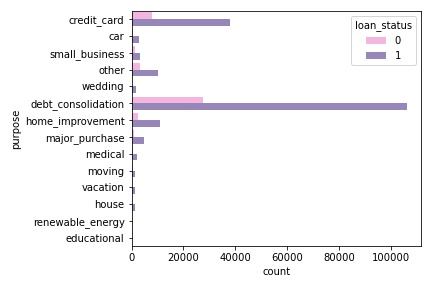 credit_card
car
small_business
other
wedding
debt_consolidation
home_improvement
major_purchase
medical
moving
vacation
house
renewable_energy
educational
purpose
loan_status
0
1
0 20000 40000 60000 80000 100000
count